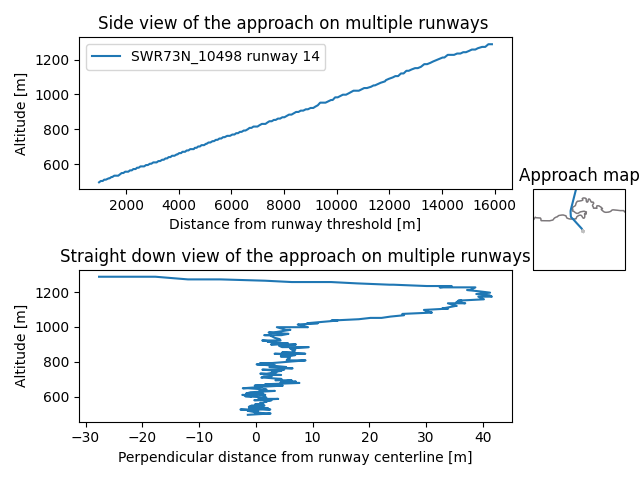 Side view of the approach on multiple runways
SWR73N_10498 runway 14
Altitude [m]
1200
1000
800
600
2000 4000 6000 8000 10000 12000 14000 16000
Distance from runway threshold [m]
Approach map
Straight down view of the approach on multiple runways
Altitude [m]
1200
1000
800
600
−30 −20 −10 0 10 20 30 40
Perpendicular distance from runway centerline [m]